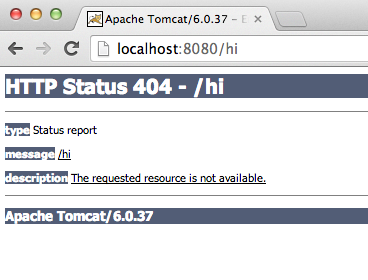 Apache Tomcat/6.0.37 – E
localhost:8080/hi
HTTP Status 404 - /hi
type Status report
message /hi
description The requested resource is not available.
Apache Tomcat/6.0.37